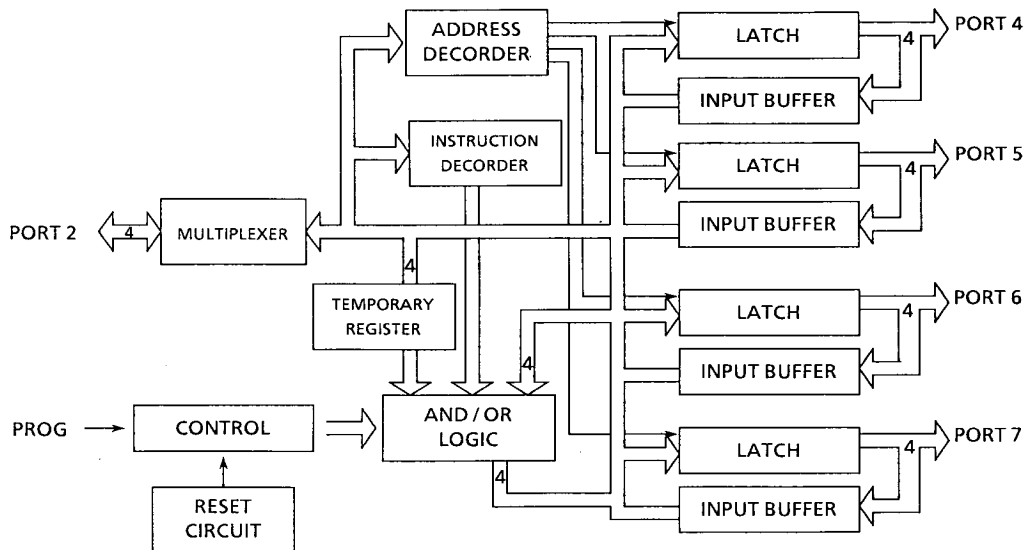 ADDRESS
DECORDER
LATCH
4
PORT 4
INPUT BUFFER
INSTRUCTION
DECORDER
LATCH
4
PORT 5
INPUT BUFFER
PORT 2
4
MULTIPLEXER
4
TEMPORARY
REGISTER
LATCH
4
PORT 6
INPUT BUFFER
4
PROG
CONTROL
AND / OR
LOGIC
4
LATCH
4
PORT 7
INPUT BUFFER
RESET
CIRCUIT